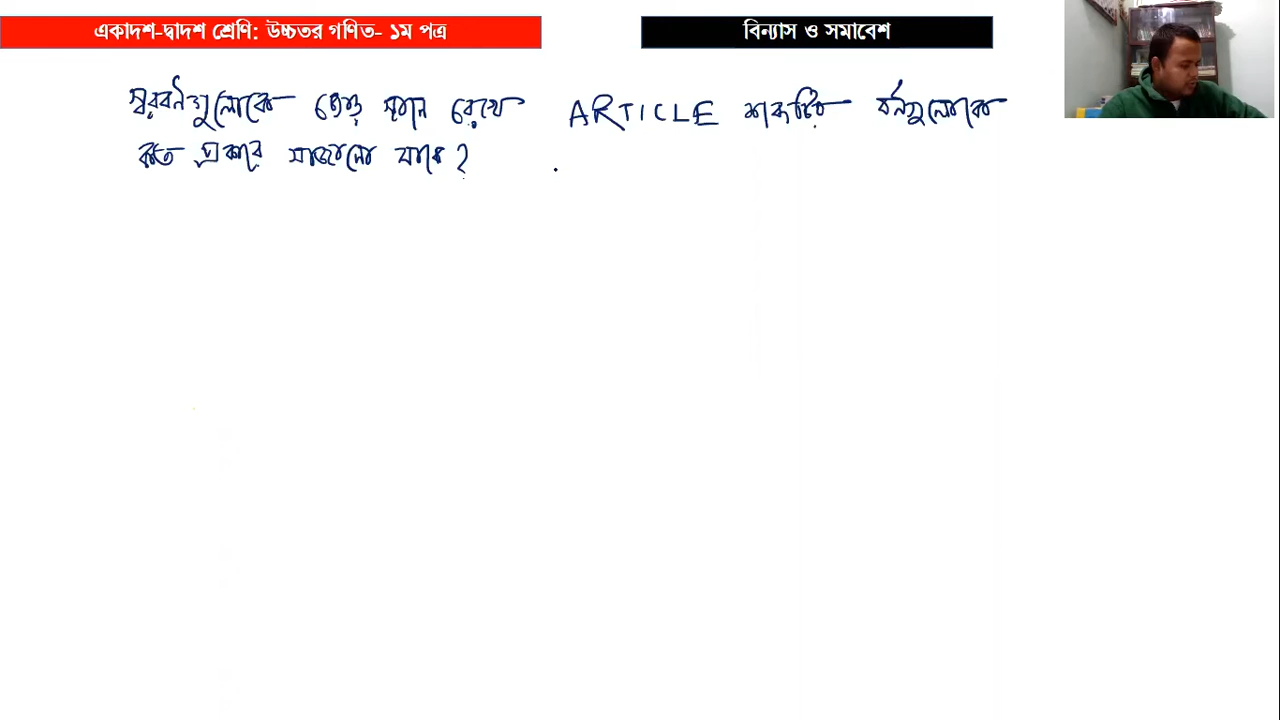 একাদশ-দ্বাদশ শ্রেণি: উচ্চতর গণিত- ১ম পত্র
বিন্যাস ও সমাবেশ
স্বরবর্ণগুলোকে জোড় স্থানে রেখে ARTICLE শব্দটির বর্ণগুলোকে
কত প্রকারে সাজানো যাবে?